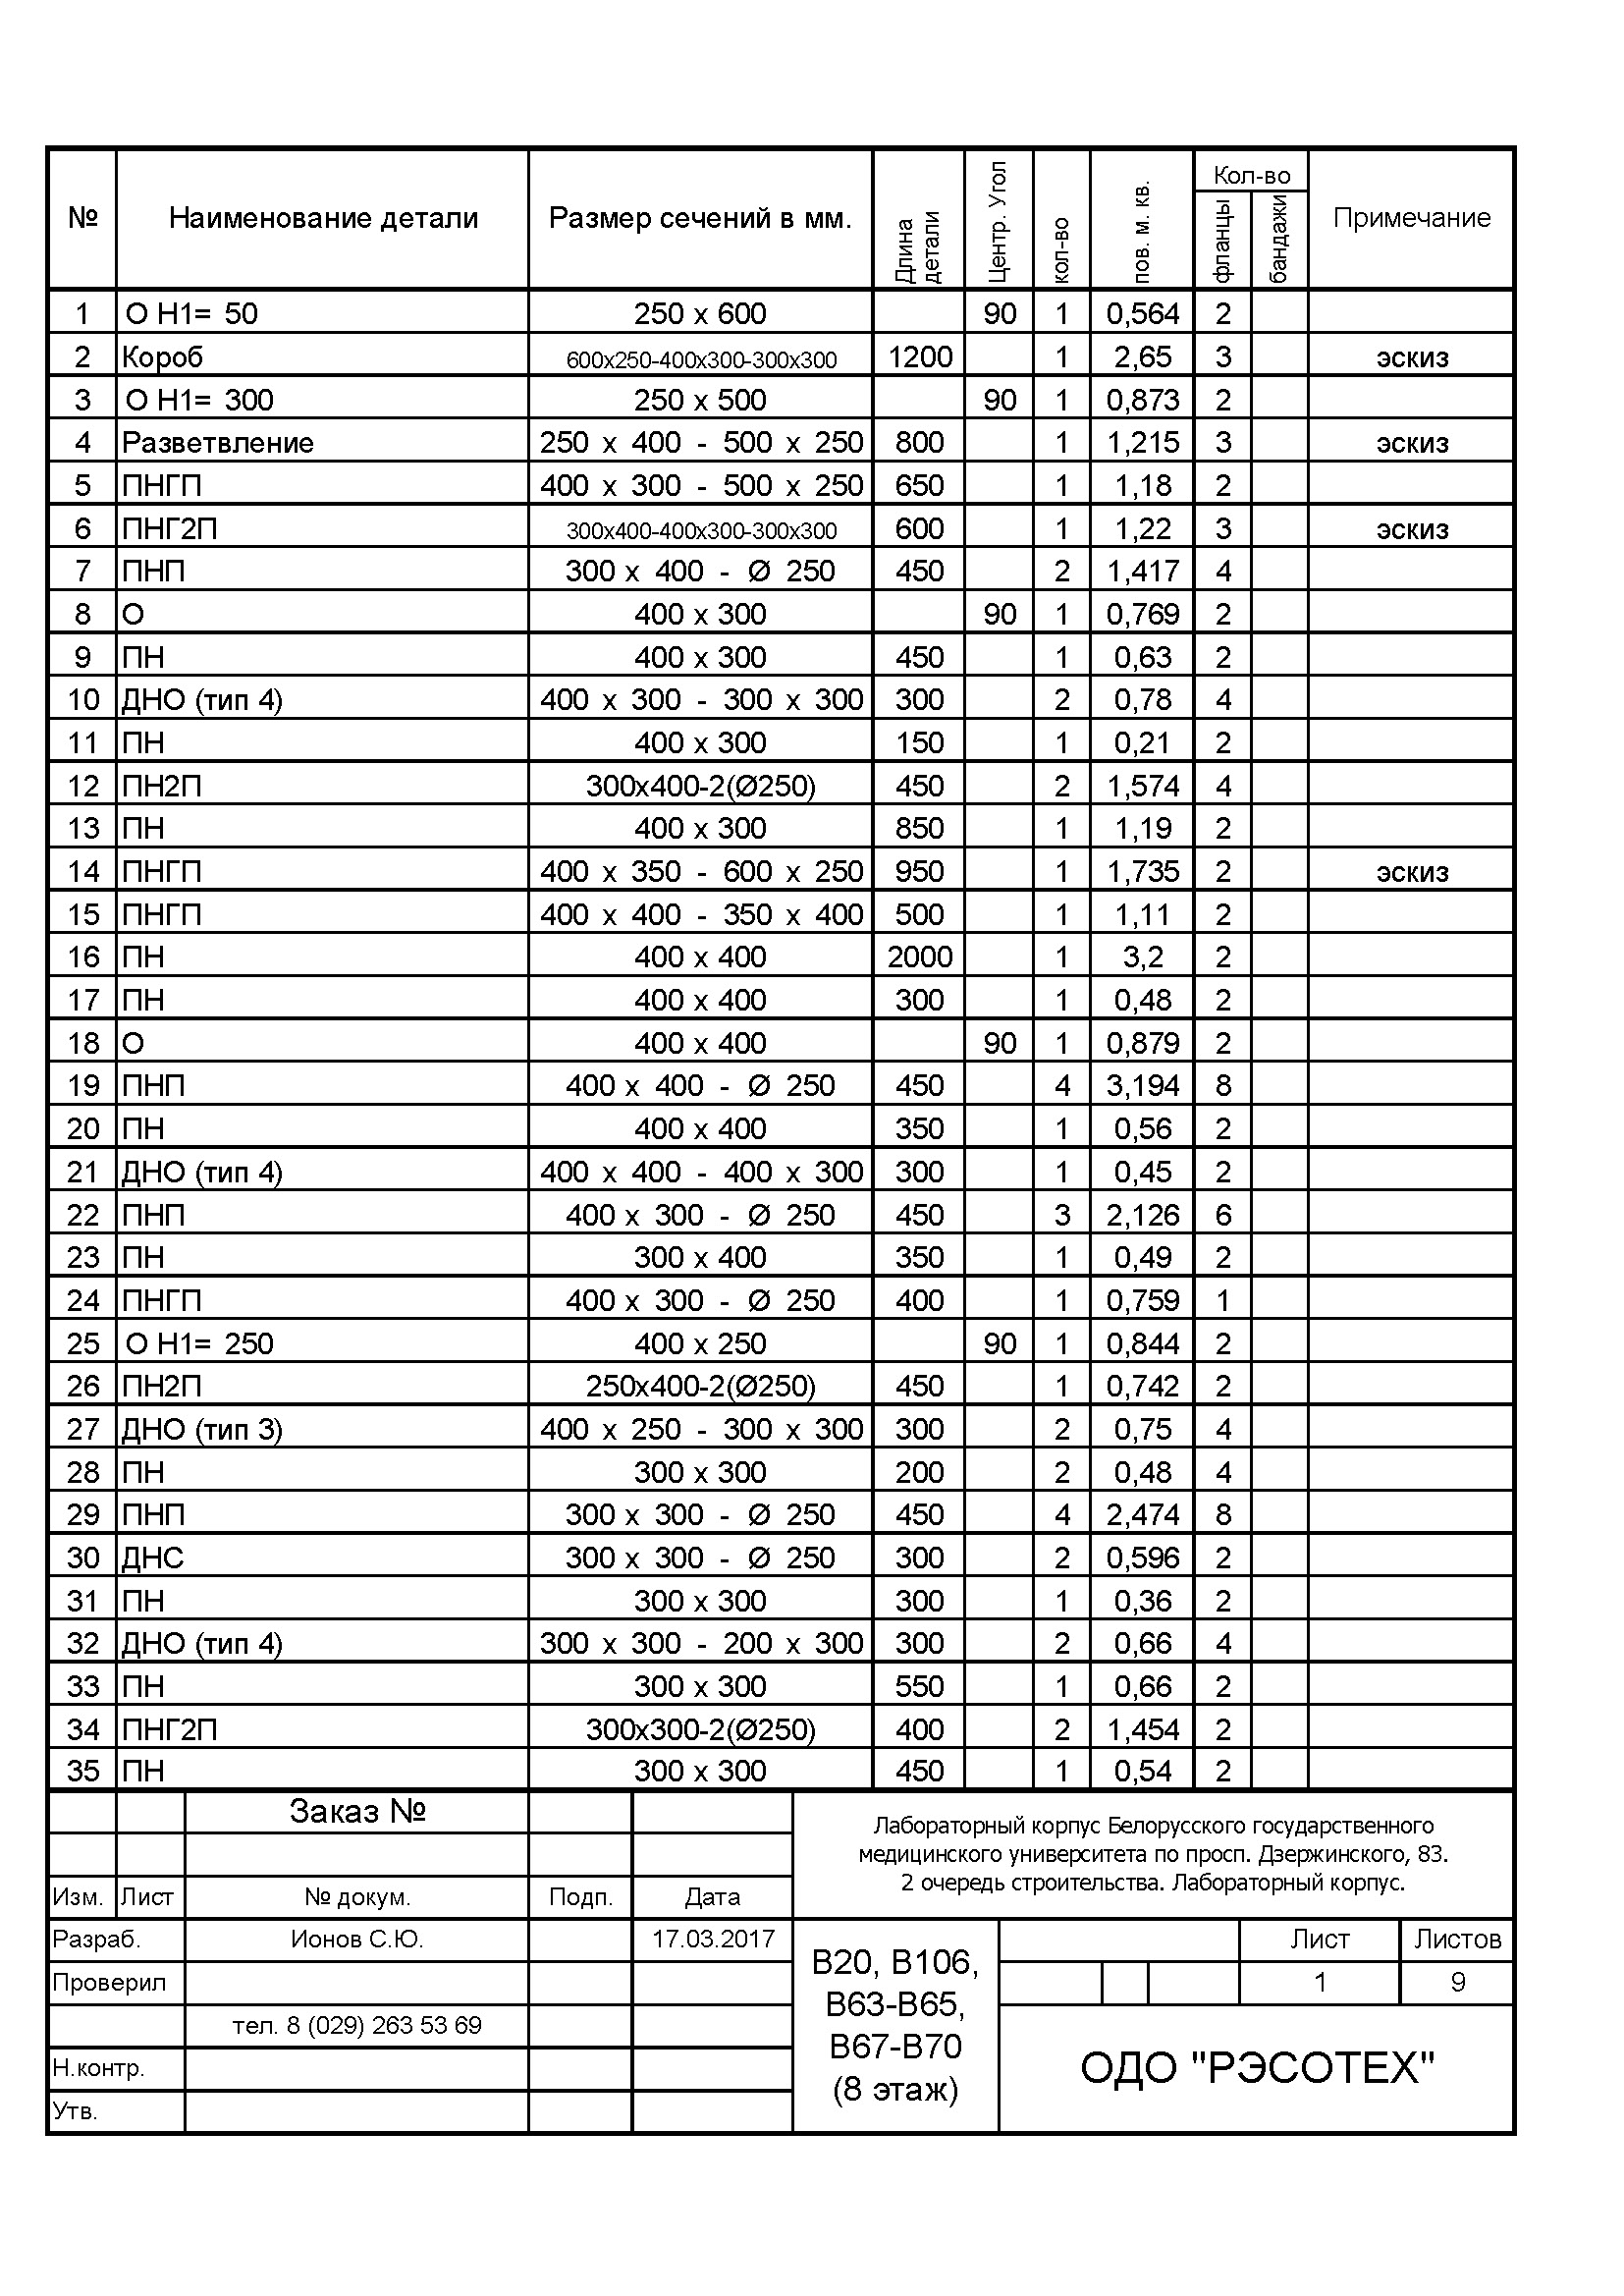 № Наименование детали Размер сечений в мм. Длина детали Центр. Угол кол-во пов. м. кв. Кол-во фланцы бандажи Примечание
1 О Н1= 50 250 x 600 90 1 0,564 2
2 Короб 600x250-400x300-300x300 1200 1 2,65 3 эскиз
3 О Н1= 300 250 x 500 90 1 0,873 2
4 Разветвление 250 x 400 - 500 x 250 800 1 1,215 3 эскиз
5 ПНГП 400 x 300 - 500 x 250 650 1 1,18 2
6 ПНГ2П 300x400-400x300-300x300 600 1 1,22 3 эскиз
7 ПНП 300 x 400 - Ø 250 450 2 1,417 4
8 О 400 x 300 90 1 0,769 2
9 ПН 400 x 300 450 1 0,63 2
10 ДНО (тип 4) 400 x 300 - 300 x 300 300 2 0,78 4
11 ПН 400 x 300 150 1 0,21 2
12 ПН2П 300x400-2(Ø250) 450 2 1,574 4
13 ПН 400 x 300 850 1 1,19 2
14 ПНГП 400 x 350 - 600 x 250 950 1 1,735 2 эскиз
15 ПНГП 400 x 400 - 350 x 400 500 1 1,11 2
16 ПН 400 x 400 2000 1 3,2 2
17 ПН 400 x 400 300 1 0,48 2
18 О 400 x 400 90 1 0,879 2
19 ПНП 400 x 400 - Ø 250 450 4 3,194 8
20 ПН 400 x 400 350 1 0,56 2
21 ДНО (тип 4) 400 x 400 - 400 x 300 300 1 0,45 2
22 ПНП 400 x 300 - Ø 250 450 3 2,126 6
23 ПН 300 x 400 350 1 0,49 2
24 ПНГП 400 x 300 - Ø 250 400 1 0,759 1
25 О Н1= 250 400 x 250 90 1 0,844 2
26 ПН2П 250x400-2(Ø250) 450 1 0,742 2
27 ДНО (тип 3) 400 x 250 - 300 x 300 300 2 0,75 4
28 ПН 300 x 300 200 2 0,48 4
29 ПНП 300 x 300 - Ø 250 450 4 2,474 8
30 ДНС 300 x 300 - Ø 250 300 2 0,596 2
31 ПН 300 x 300 300 1 0,36 2
32 ДНО (тип 4) 300 x 300 - 200 x 300 300 2 0,66 4
33 ПН 300 x 300 550 1 0,66 2
34 ПНГ2П 300x300-2(Ø250) 400 2 1,454 2
35 ПН 300 x 300 450 1 0,54 2
Заказ №
Изм. Лист № докум. Подп. Дата
Лабораторный корпус Белорусского государственного
медицинского университета по просп. Дзержинского, 83.
2 очередь строительства. Лабораторный корпус.
Разраб. Ионов С.Ю. 17.03.2017
Проверил
тел. 8 (029) 263 53 69
Н.контр.
Утв.
В20, В106,
В63-В65,
В67-В70
(8 этаж)
Лист Листов
1 9
ОДО "РЭСОТЕХ"